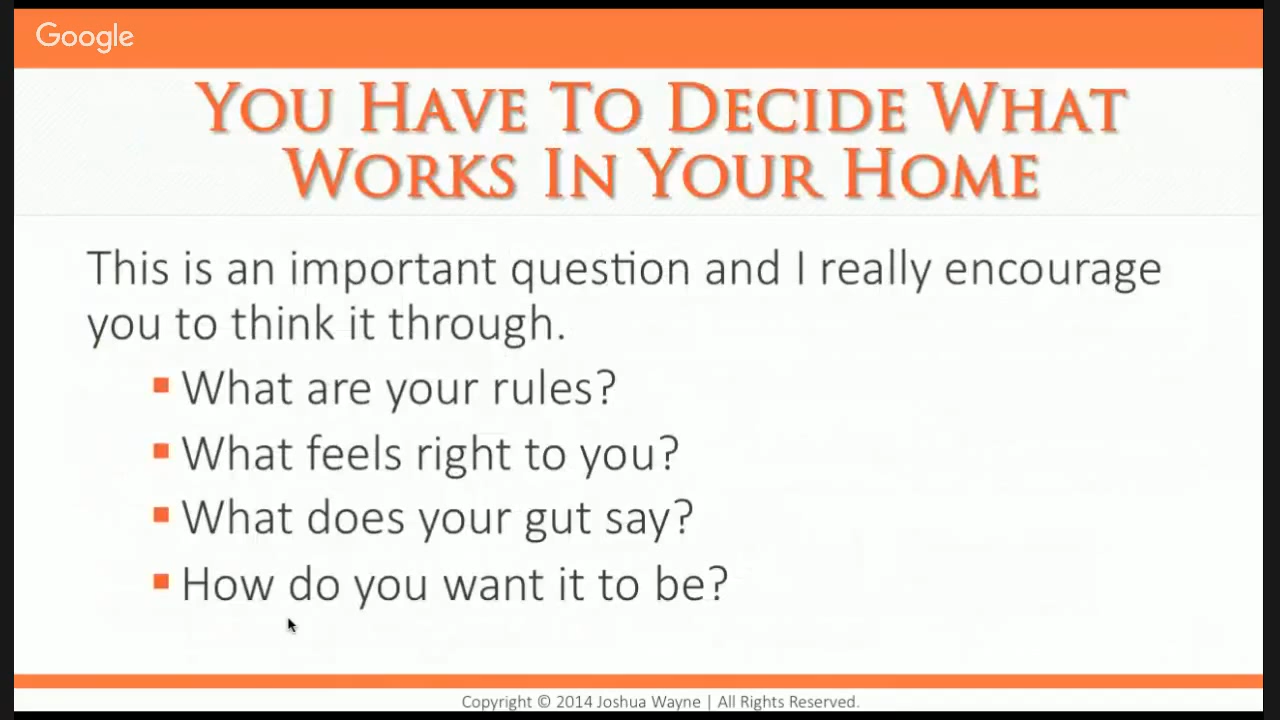 Google
YOU HAVE TO DECIDE WHAT
WORKS IN YOUR HOME
This is an important question and I really encourage
you to think it through.
What are your rules?
What feels right to you?
What does your gut say?
How do you want it to be?
Copyright © 2014 Joshua Wayne | All Rights Reserved.